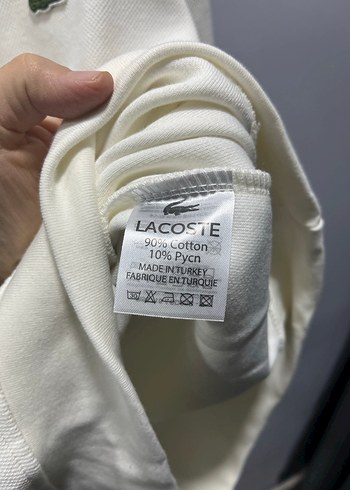 LACOSTE
90% Cotton
10% Pycn
MADE IN TURKEY
FABRIQUE EN TURQUIE